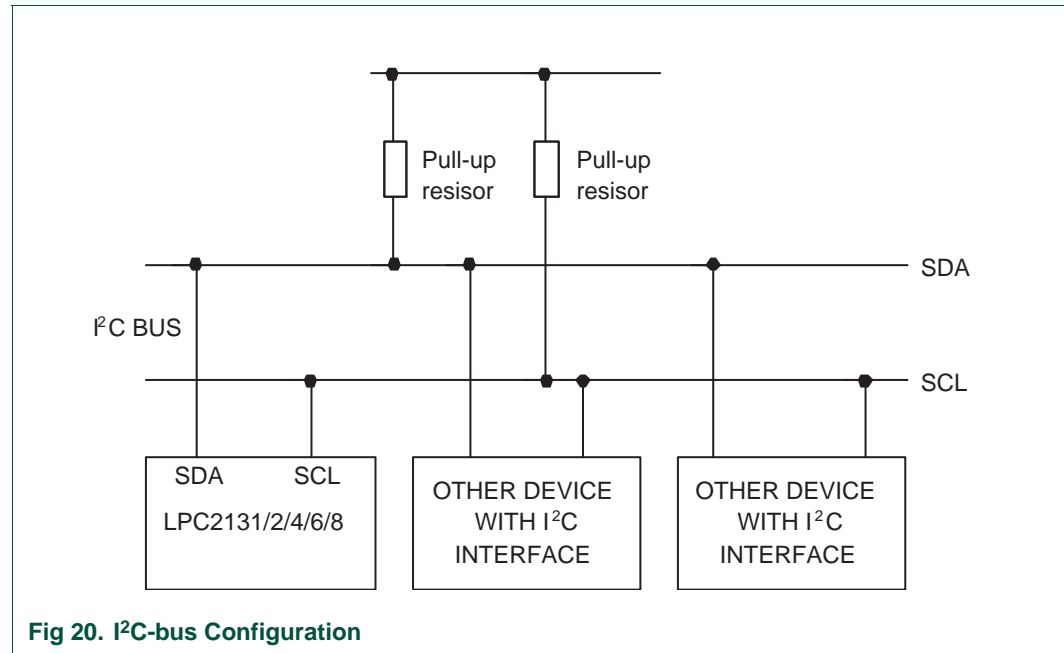 Pull-up
resisor
Pull-up
resisor
SDA
I²C BUS
SCL
SDA SCL
LPC2131/2/4/6/8
OTHER DEVICE
WITH I²C
INTERFACE
OTHER DEVICE
WITH I²C
INTERFACE
Fig 20. I²C-bus Configuration